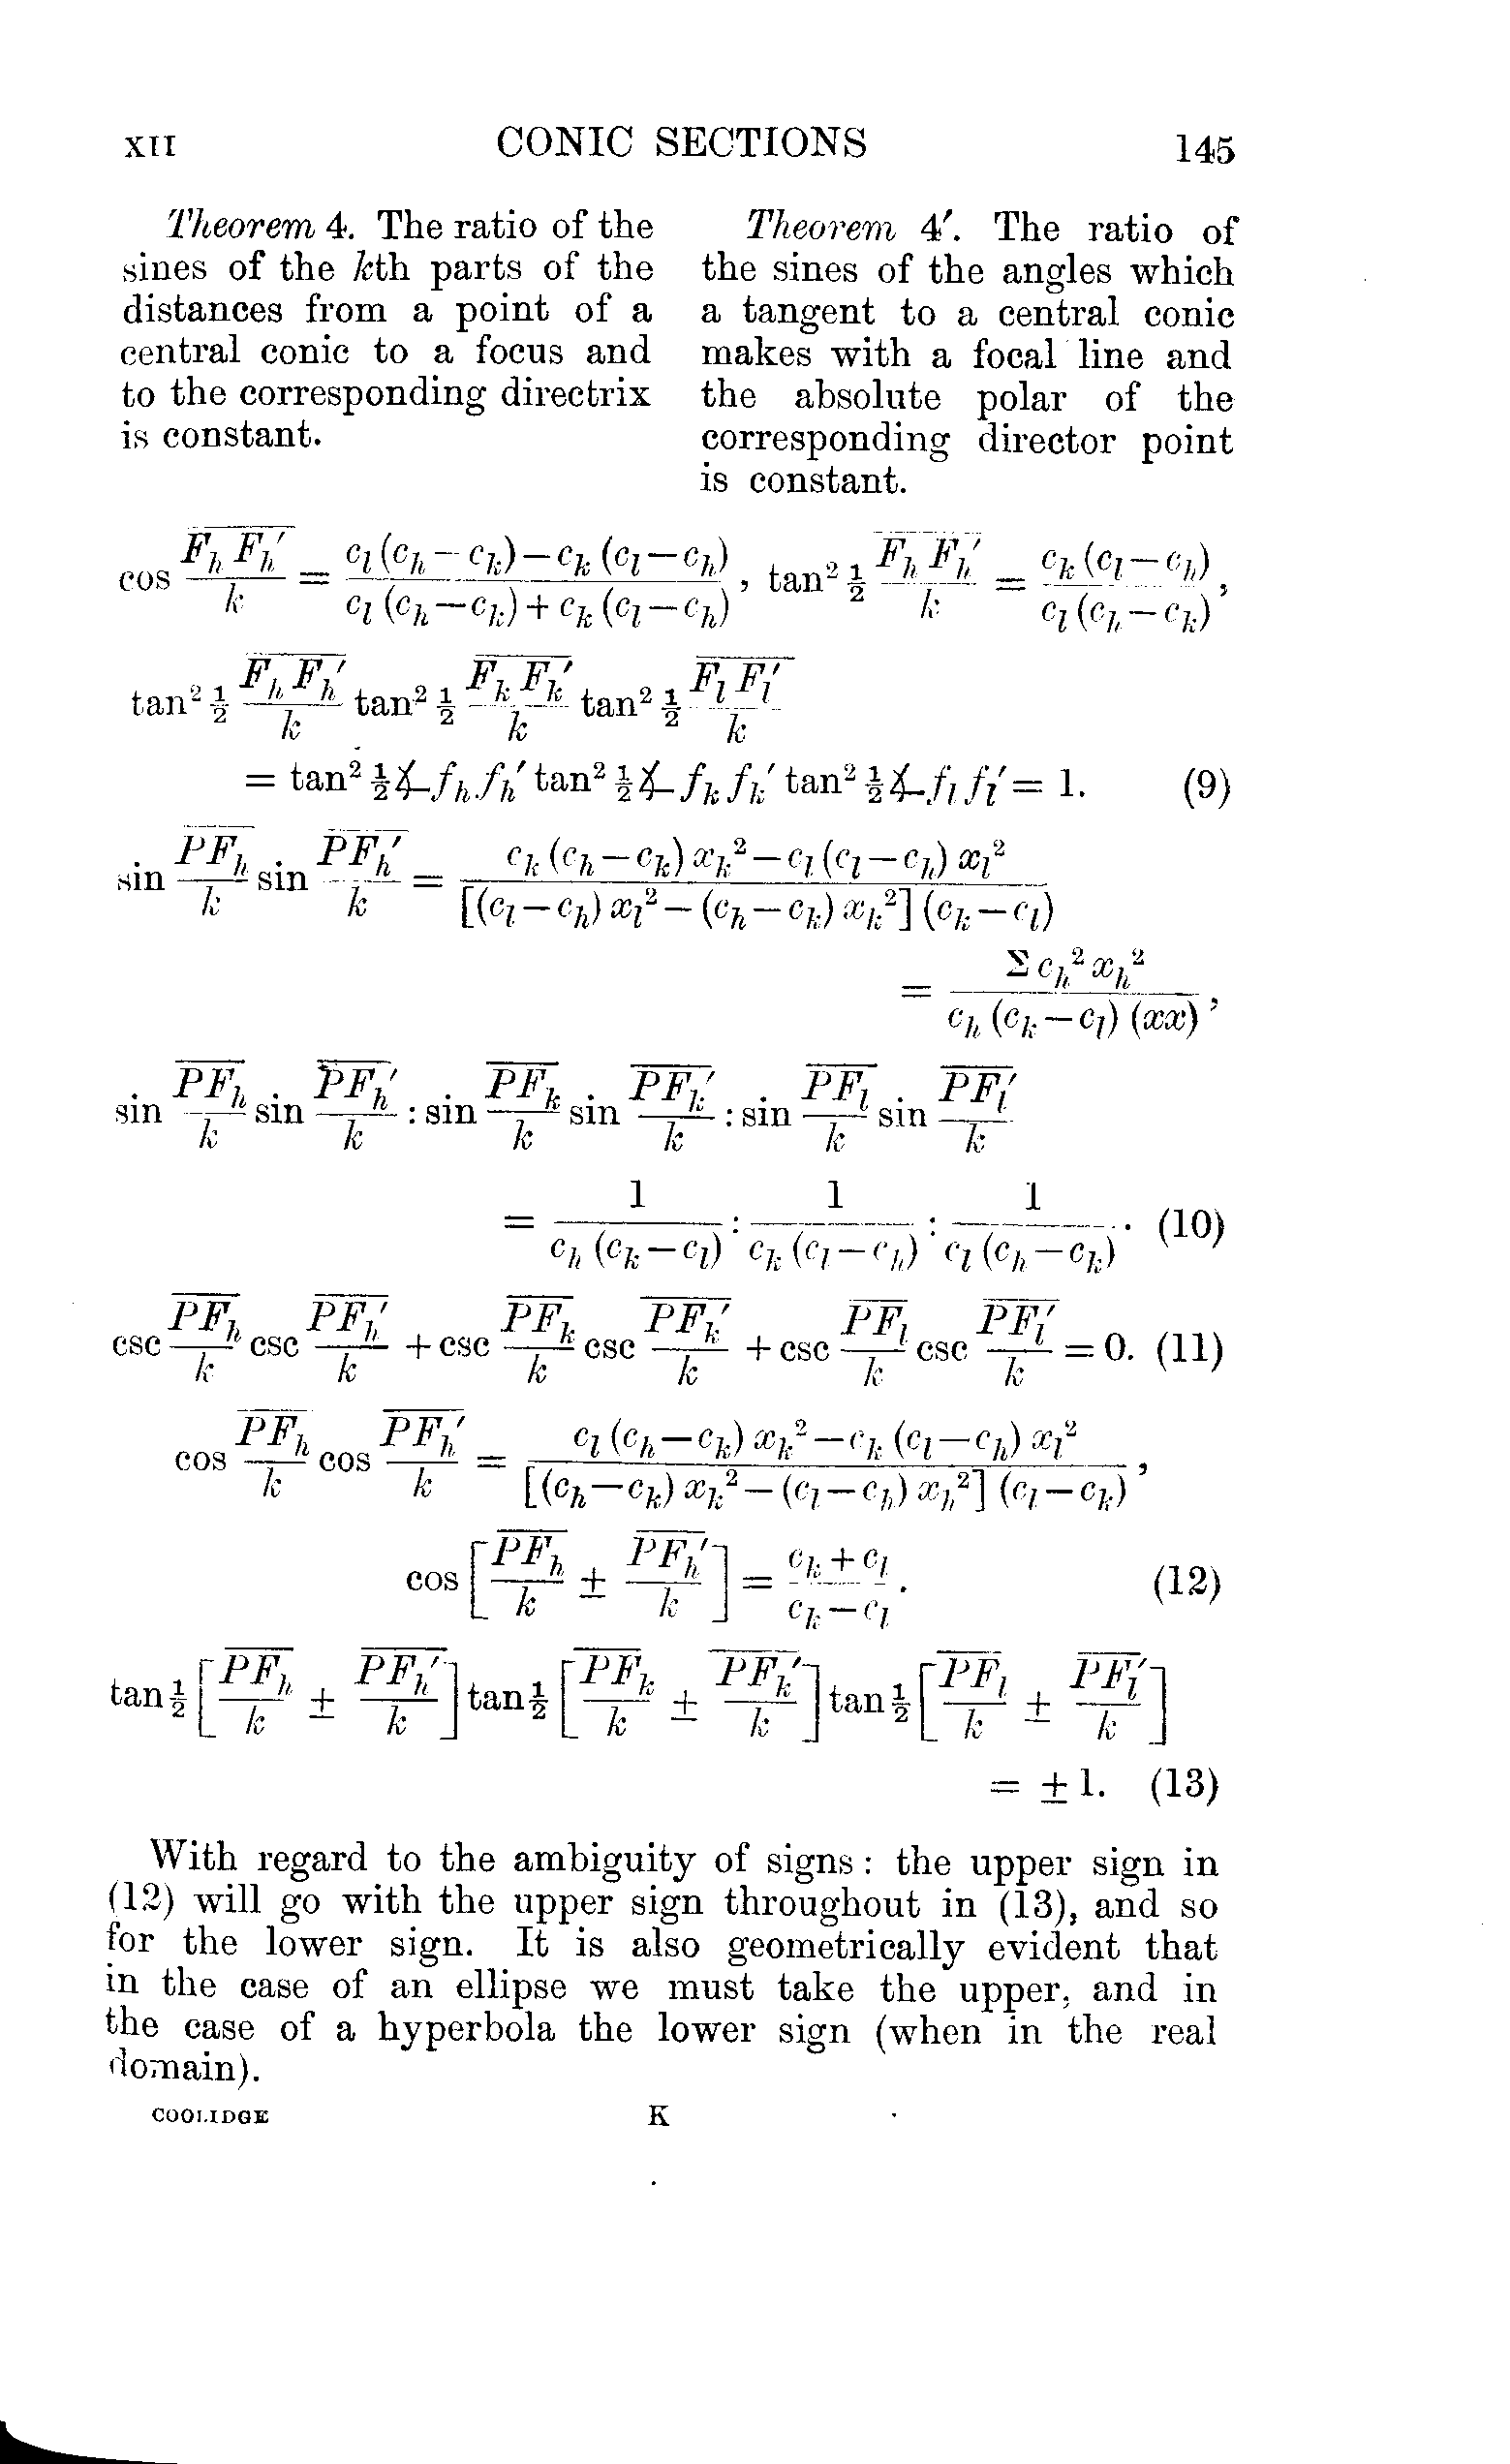 XII CONIC SECTIONS 145
Theorem 4. The ratio of the
sines of the kth parts of the
distances from a point of a
central conic to a focus and
to the corresponding directrix
is constant.
Theorem 4′. The ratio of
the sines of the angles which
a tangent to a central conic
makes with a focal line and
the absolute polar of the
corresponding director point
is constant.
$\cos \frac{\overline{F_h F_h'}}{k} = \frac{c_l(c_h - c_k) - c_k(c_l - c_h)}{c_l(c_h - c_k) + c_k(c_l - c_h)}, \tan^2 \frac{1}{2} \frac{\overline{F_h F_h'}}{k} = \frac{c_k(c_l - c_h)}{c_l(c_h - c_k)},$
$\tan^2 \frac{1}{2} \frac{\overline{F_h F_h'}}{k} \tan^2 \frac{1}{2} \frac{\overline{F_k F_k'}}{k} \tan^2 \frac{1}{2} \frac{\overline{F_l F_l'}}{k}$
$= \tan^2 \frac{1}{2} \measuredangle f_h f_h' \tan^2 \frac{1}{2} \measuredangle f_k f_k' \tan^2 \frac{1}{2} \measuredangle f_l f_l' = 1.$ (9)
$\sin \frac{\overline{PF_h}}{k} \sin \frac{\overline{PF_h'}}{k} = \frac{c_k(c_h - c_k) x_k^2 - c_l(c_l - c_h) x_l^2}{[(c_l - c_h) x_l^2 - (c_h - c_k) x_k^2](c_k - c_l)}$
$= \frac{\Sigma c_h^2 x_h^2}{c_h(c_k - c_l)(xx)},$
$\sin \frac{\overline{PF_h}}{k} \sin \frac{\overline{PF_h'}}{k} : \sin \frac{\overline{PF_k}}{k} \sin \frac{\overline{PF_k'}}{k} : \sin \frac{\overline{PF_l}}{k} \sin \frac{\overline{PF_l'}}{k}$
$= \frac{1}{c_h(c_k - c_l)} : \frac{1}{c_k(c_l - c_h)} : \frac{1}{c_l(c_h - c_k)}.$ (10)
$\csc \frac{\overline{PF_h}}{k} \csc \frac{\overline{PF_h'}}{k} + \csc \frac{\overline{PF_k}}{k} \csc \frac{\overline{PF_k'}}{k} + \csc \frac{\overline{PF_l}}{k} \csc \frac{\overline{PF_l'}}{k} = 0.$ (11)
$\cos \frac{\overline{PF_h}}{k} \cos \frac{\overline{PF_h'}}{k} = \frac{c_l(c_h - c_k) x_k^2 - c_k(c_l - c_h) x_l^2}{[(c_h - c_k) x_k^2 - (c_l - c_h) x_h^2](c_l - c_k)},$
$\cos \left[ \frac{\overline{PF_h}}{k} \pm \frac{\overline{PF_h'}}{k} \right] = \frac{c_k + c_l}{c_k - c_l}.$ (12)
$\tan \frac{1}{2} \left[ \frac{\overline{PF_h}}{k} \pm \frac{\overline{PF_h'}}{k} \right] \tan \frac{1}{2} \left[ \frac{\overline{PF_k}}{k} \pm \frac{\overline{PF_k'}}{k} \right] \tan \frac{1}{2} \left[ \frac{\overline{PF_l}}{k} \pm \frac{\overline{PF_l'}}{k} \right]$
$= \pm 1.$ (13)
With regard to the ambiguity of signs: the upper sign in
(12) will go with the upper sign throughout in (13), and so
for the lower sign. It is also geometrically evident that
in the case of an ellipse we must take the upper, and in
the case of a hyperbola the lower sign (when in the real
domain).
COOLIDGE K